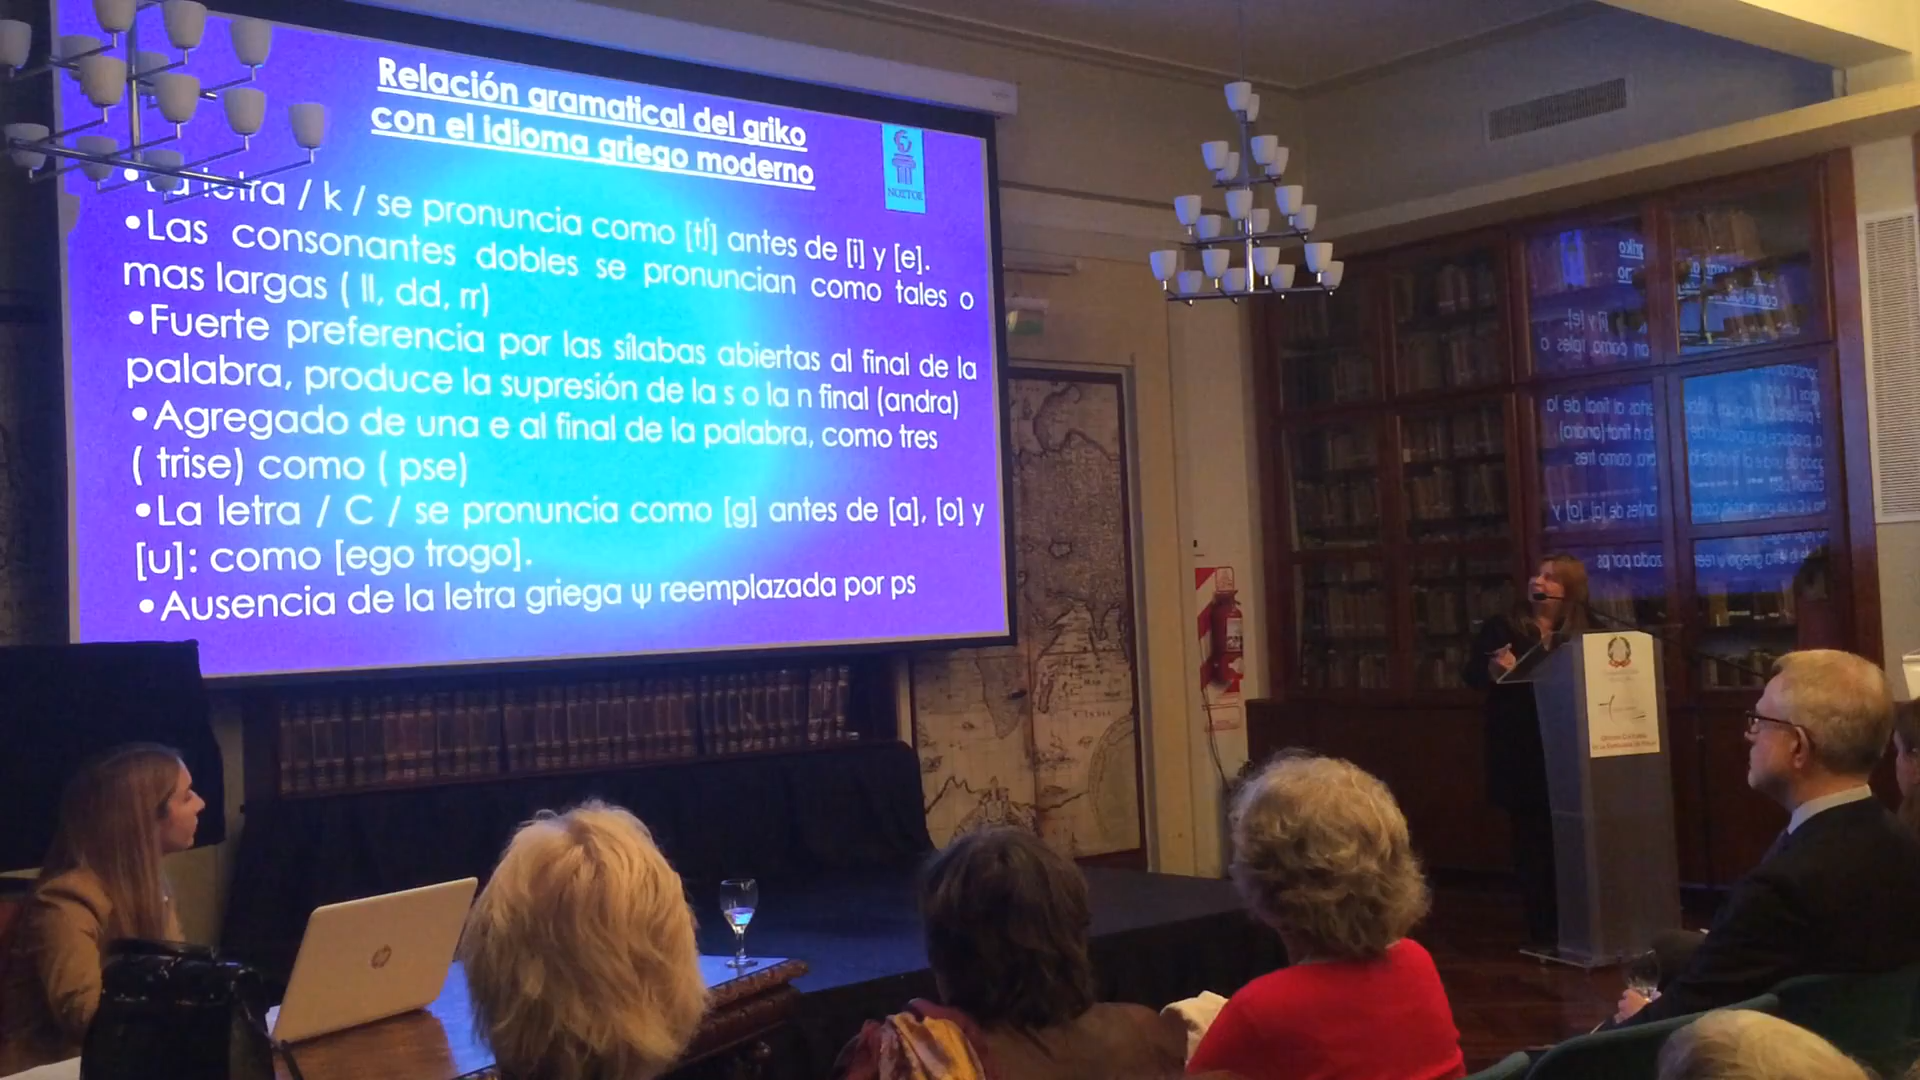 Relación gramatical del griko
con el idioma griego moderno
ΝΟΣΤΟΣ
•La letra / k / se pronuncia como [tʃ] antes de [i] y [e].
•Las consonantes dobles se pronuncian como tales o
mas largas ( ll, dd, rr)
•Fuerte preferencia por las sílabas abiertas al final de la
palabra, produce la supresión de la s o la n final (andra)
•Agregado de una e al final de la palabra, como tres
( trise) como ( pse)
•La letra / C / se pronuncia como [g] antes de [a], [o] y
[u]: como [ego trogo].
•Ausencia de la letra griega ψ reemplazada por ps
hp